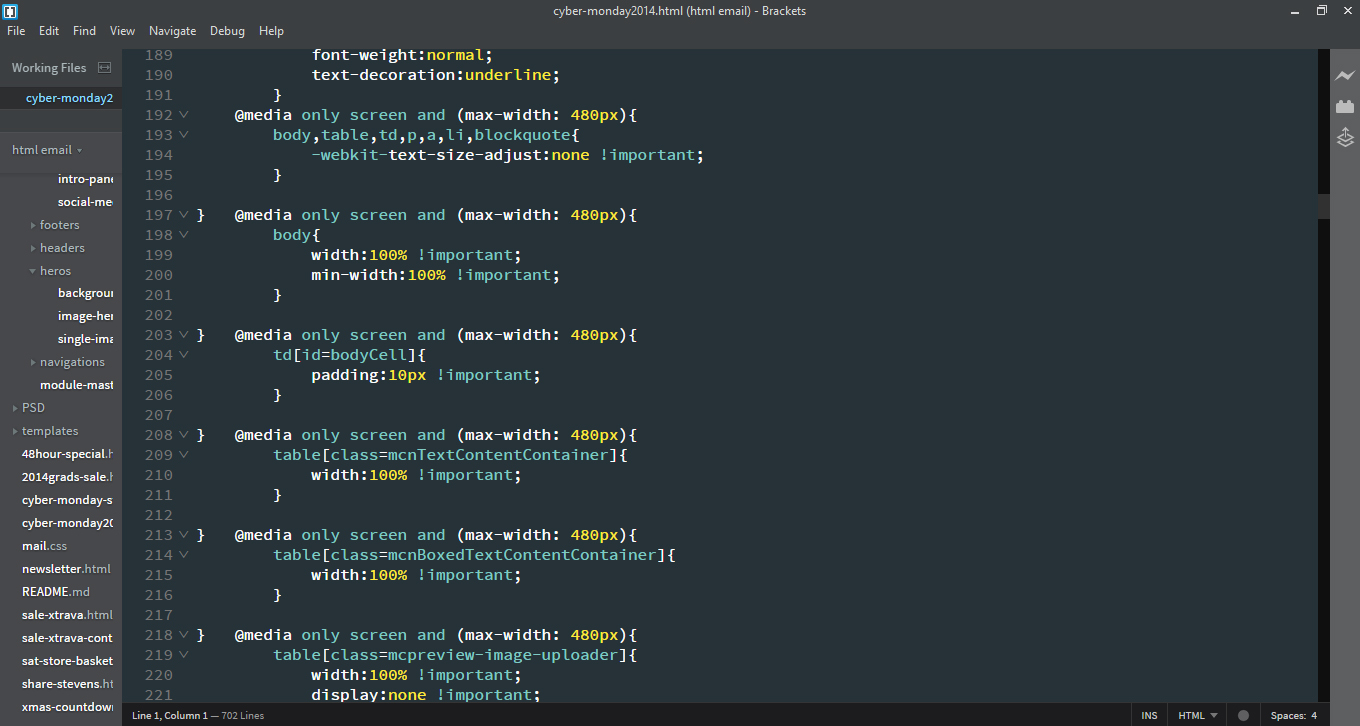 cyber-monday2014.html (html email) - Brackets
File Edit Find View Navigate Debug Help
Working Files
cyber-monday2
html email
intro-pane
social-me
footers
headers
heros
backgroun
image-her
single-ima
navigations
module-mast
PSD
templates
48hour-special.h
2014grads-sale.h
cyber-monday-s
cyber-monday20
mail.css
newsletter.html
README.md
sale-xtrava.html
sale-xtrava-cont
sat-store-basket
share-stevens.ht
xmas-countdown
189 font-weight:normal;
190 text-decoration:underline;
191 }
192 @media only screen and (max-width: 480px){
193 body,table,td,p,a,li,blockquote{
194 -webkit-text-size-adjust:none !important;
195 }
196
197 } @media only screen and (max-width: 480px){
198 body{
199 width:100% !important;
200 min-width:100% !important;
201 }
202
203 } @media only screen and (max-width: 480px){
204 td[id=bodyCell]{
205 padding:10px !important;
206 }
207
208 } @media only screen and (max-width: 480px){
209 table[class=mcnTextContentContainer]{
210 width:100% !important;
211 }
212
213 } @media only screen and (max-width: 480px){
214 table[class=mcnBoxedTextContentContainer]{
215 width:100% !important;
216 }
217
218 } @media only screen and (max-width: 480px){
219 table[class=mcpreview-image-uploader]{
220 width:100% !important;
221 display:none !important;
Line 1, Column 1 — 702 Lines
INS HTML Spaces: 4